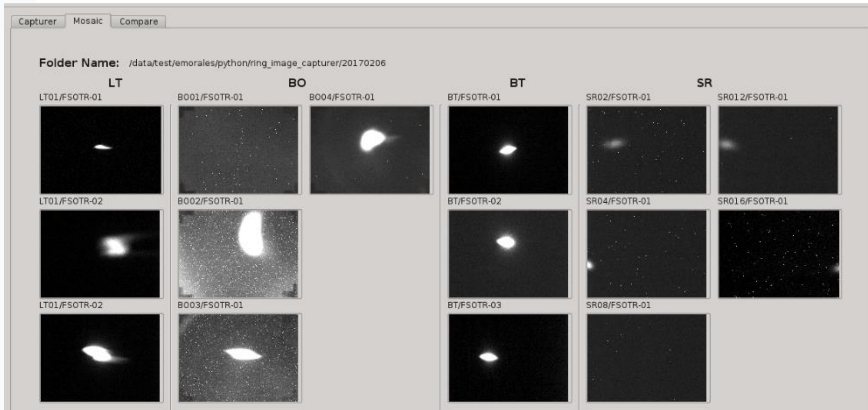 Capturer Mosaic Compare
Folder Name: /data/test/emorales/python/ring_image_capturer/20170206
LT BO BT SR
LT01/FSOTR-01 BO01/FSOTR-01 BO04/FSOTR-01 BT/FSOTR-01 SR02/FSOTR-01 SR012/FSOTR-01
LT01/FSOTR-02 BO02/FSOTR-01 BT/FSOTR-02 SR04/FSOTR-01 SR016/FSOTR-01
LT01/FSOTR-02 BO03/FSOTR-01 BT/FSOTR-03 SR08/FSOTR-01